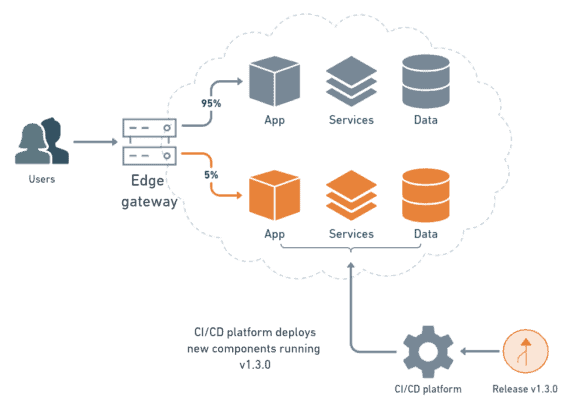 95%
App
Services
Data
Users
Edge
gateway
5%
App
Services
Data
CI/CD platform deploys
new components running
v1.3.0
CI/CD platform
Release v1.3.0